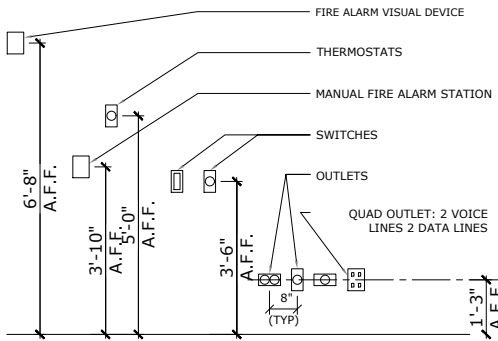 FIRE ALARM VISUAL DEVICE
THERMOSTATS
MANUAL FIRE ALARM STATION
SWITCHES
OUTLETS
QUAD OUTLET: 2 VOICE
LINES 2 DATA LINES
6'-8"
A.F.F.
3'-10"
A.F.F.
5'-0"
A.F.F.
3'-6"
A.F.F.
8"
(TYP)
1'-3"
A.F.F.